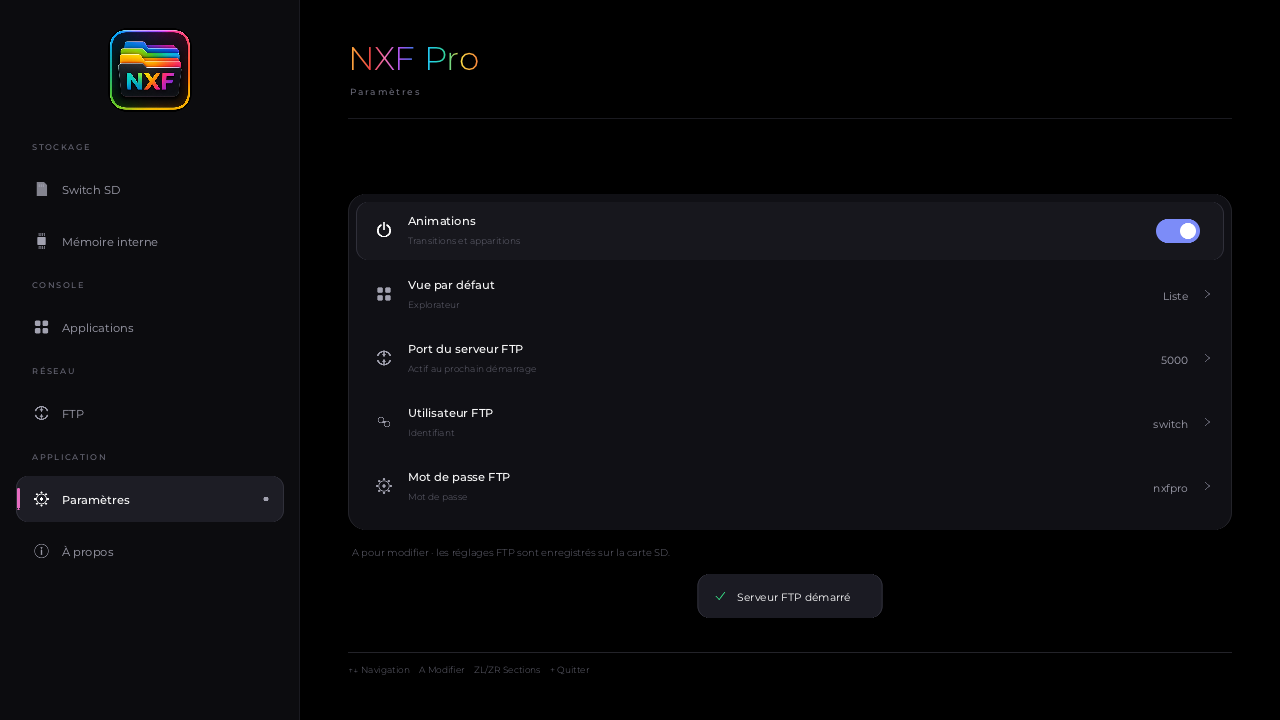 NXF
STOCKAGE
Switch SD
Mémoire interne
CONSOLE
Applications
RÉSEAU
FTP
APPLICATION
Paramètres
À propos
NXF Pro
Paramètres
Animations
Transitions et apparitions
Vue par défaut
Explorateur
Liste
Port du serveur FTP
Actif au prochain démarrage
5000
Utilisateur FTP
Identifiant
switch
Mot de passe FTP
Mot de passe
nxfpro
A pour modifier · les réglages FTP sont enregistrés sur la carte SD.
Serveur FTP démarré
↑↓ Navigation A Modifier ZL/ZR Sections + Quitter